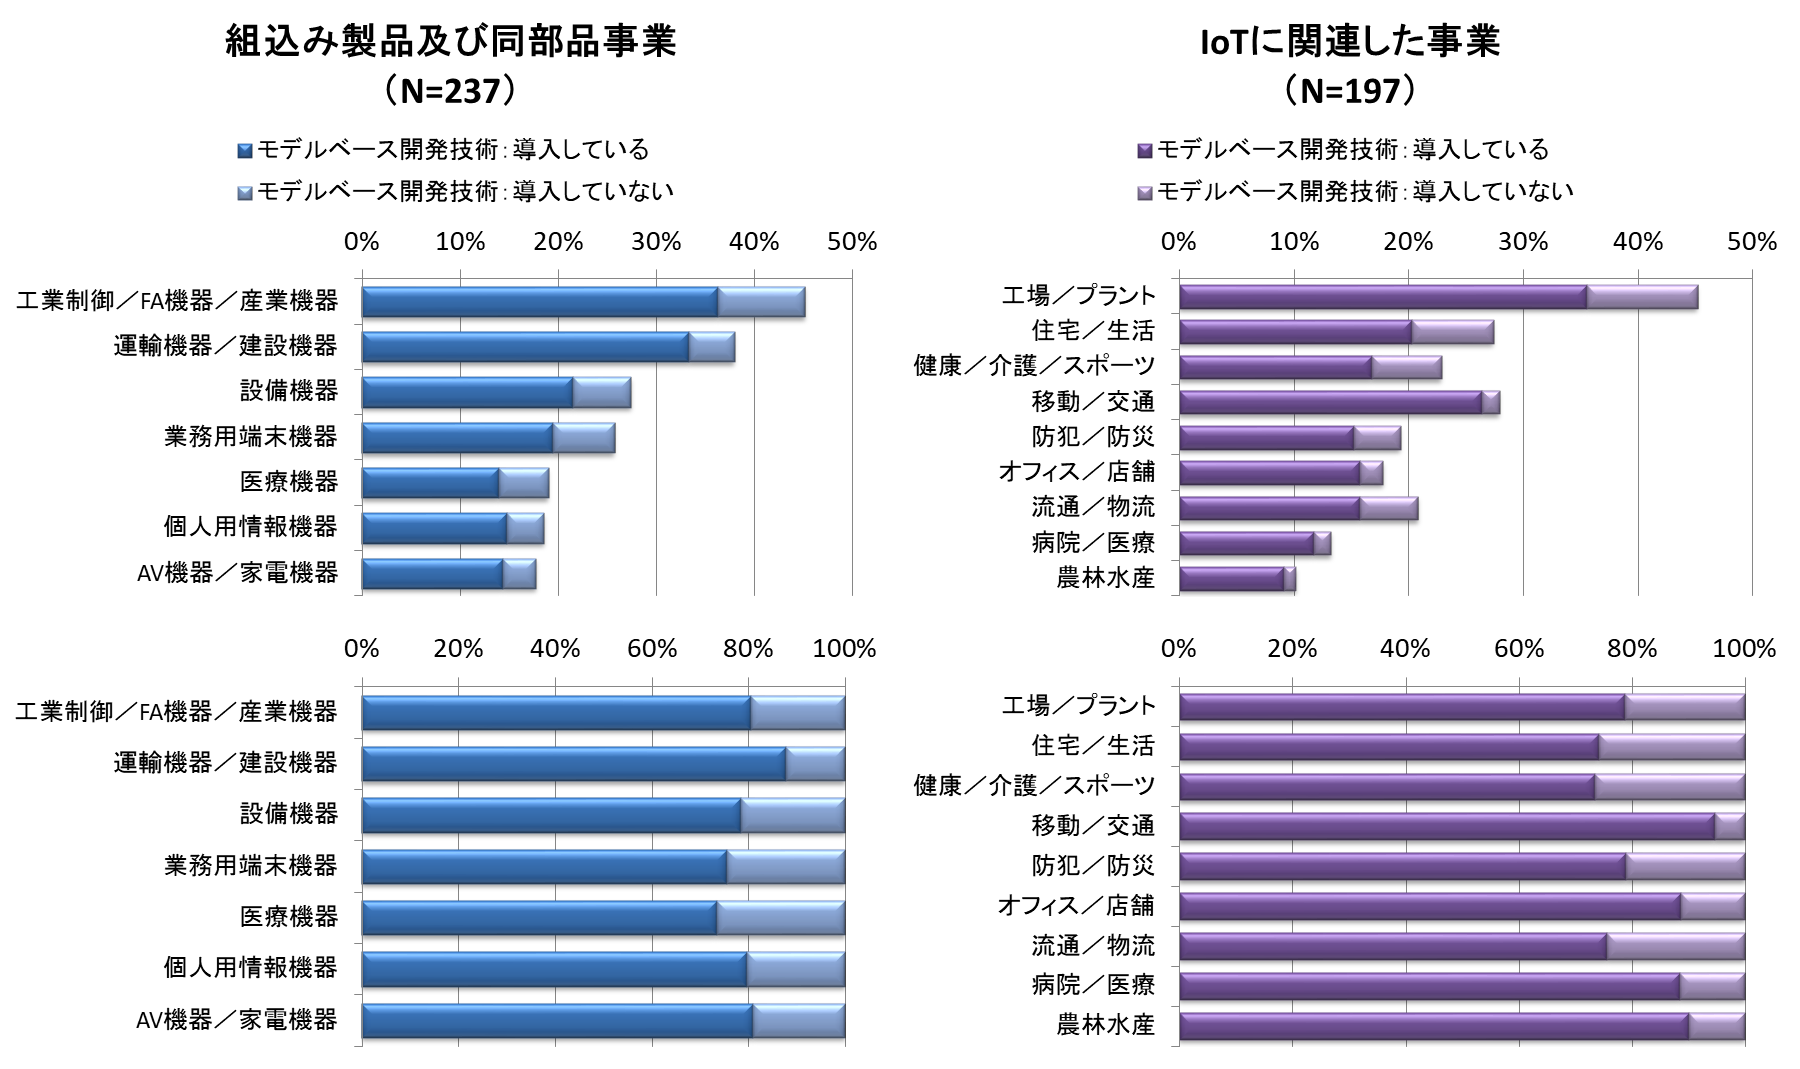 組込み製品及び同部品事業
（N=237）
■モデルベース開発技術：導入している
■モデルベース開発技術：導入していない
0% 10% 20% 30% 40% 50%
工業制御／FA機器／産業機器
運輸機器／建設機器
設備機器
業務用端末機器
医療機器
個人用情報機器
AV機器／家電機器
0% 20% 40% 60% 80% 100%
工業制御／FA機器／産業機器
運輸機器／建設機器
設備機器
業務用端末機器
医療機器
個人用情報機器
AV機器／家電機器
IoTに関連した事業
（N=197）
■モデルベース開発技術：導入している
■モデルベース開発技術：導入していない
0% 10% 20% 30% 40% 50%
工場／プラント
住宅／生活
健康／介護／スポーツ
移動／交通
防犯／防災
オフィス／店舗
流通／物流
病院／医療
農林水産
0% 20% 40% 60% 80% 100%
工場／プラント
住宅／生活
健康／介護／スポーツ
移動／交通
防犯／防災
オフィス／店舗
流通／物流
病院／医療
農林水産